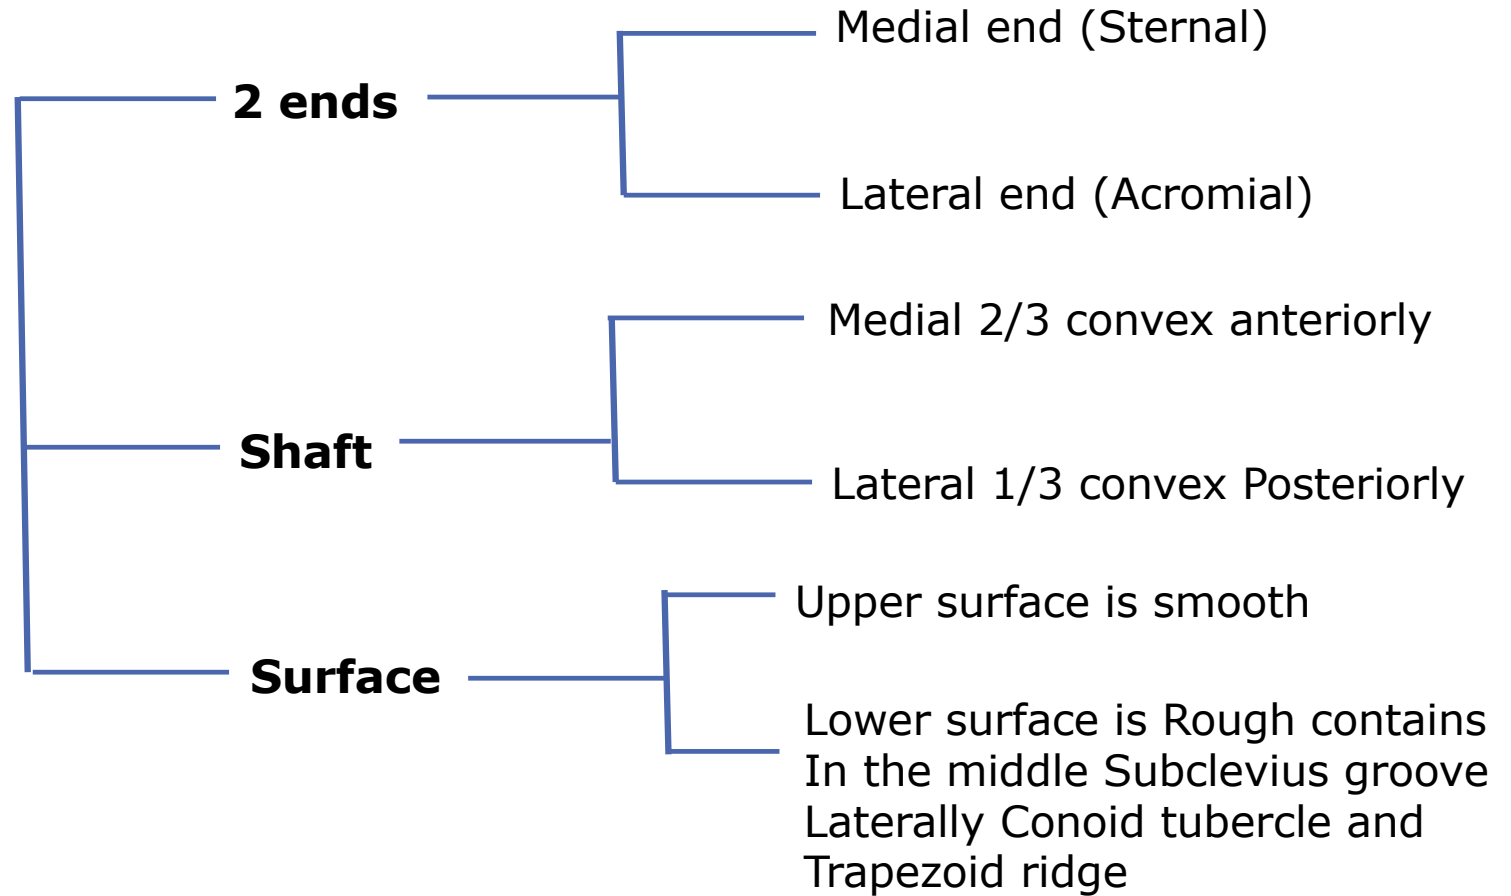 2 ends
Medial end (Sternal)
Lateral end (Acromial)
Shaft
Medial 2/3 convex anteriorly
Lateral 1/3 convex Posteriorly
Surface
Upper surface is smooth
Lower surface is Rough contains
In the middle Subclevius groove
Laterally Conoid tubercle and
Trapezoid ridge